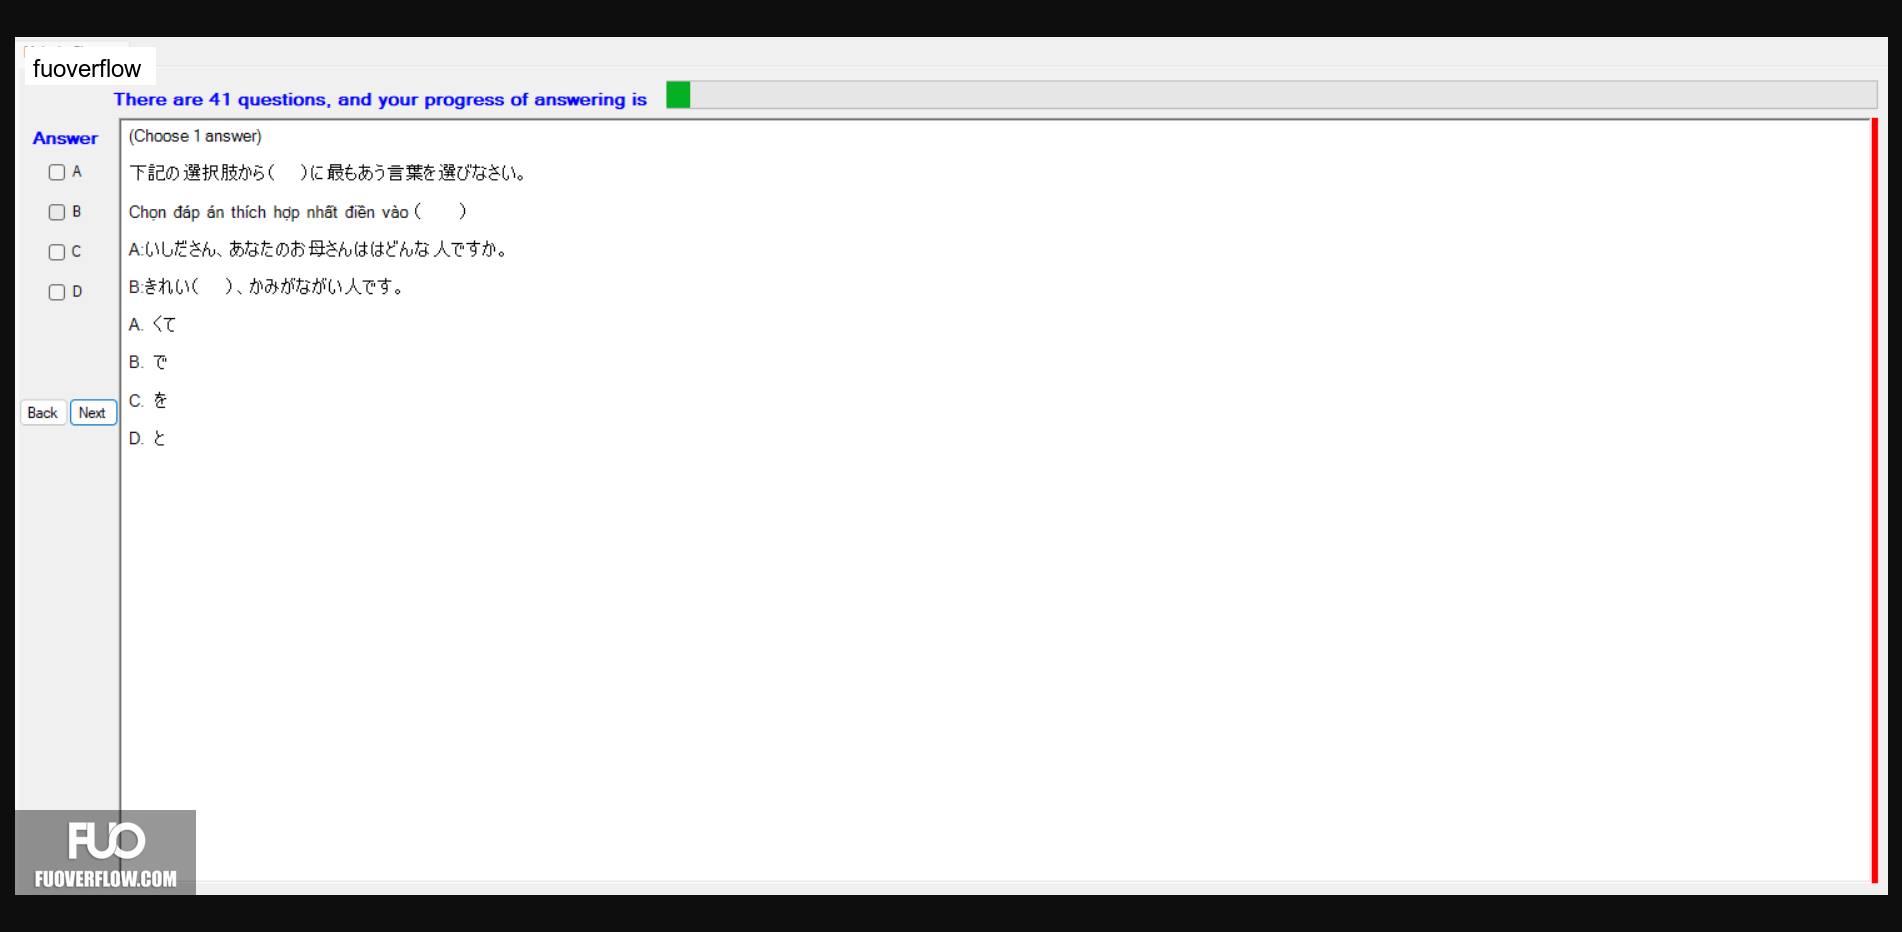 fuoverflow
There are 41 questions, and your progress of answering is
Answer
A
B
C
D
Back Next
(Choose 1 answer)
下記の選択肢から( )に最もあう言葉を選びなさい。
Chọn đáp án thích hợp nhất điền vào ( )
A:いしださん、あなたのお母さんははどんな人ですか。
B:きれい( )、かみがながい人です。
A. くて
B. で
C. を
D. と
FUO
FUOVERFLOW.COM